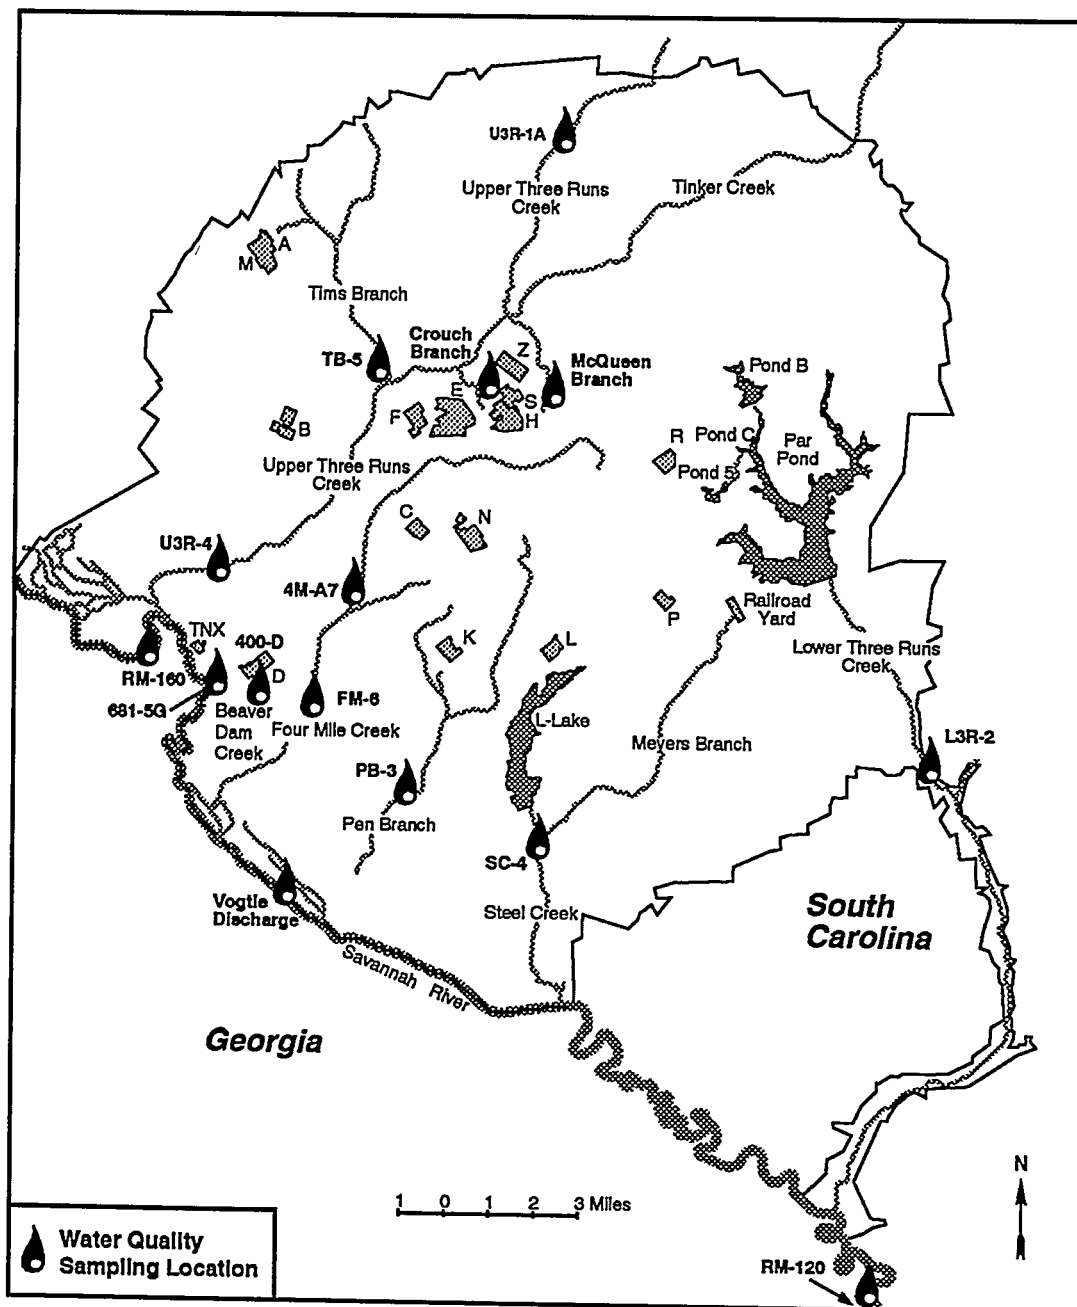 U3R-1A
Upper Three Runs
Creek
Tinker Creek
A
M
Tims Branch
Crouch
Branch
Z
TB-5
McQueen
Branch
Pond B
E
S
F
H
B
R
Pond C
Par
Pond
Pond 5
Upper Three Runs
Creek
C
N
U3R-4
4M-A7
P
Railroad
Yard
TNX
400-D
K
L
Lower Three Runs
Creek
RM-160
D
FM-6
681-5G
Beaver
Dam
Creek
Four Mile Creek
L-Lake
Meyers Branch
L3R-2
PB-3
Pen Branch
SC-4
Vogtle
Discharge
Steel Creek
South
Carolina
Savannah River
Georgia
N
1 0 1 2 3 Miles
Water Quality
Sampling Location
RM-120